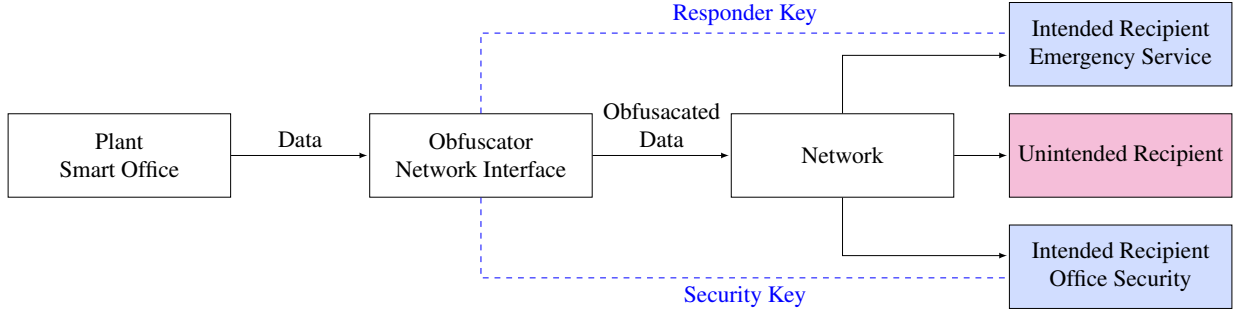 Responder Key
Intended Recipient
Emergency Service
Plant
Smart Office
Data
Obfuscator
Network Interface
Obfusacated
Data
Network
Unintended Recipient
Intended Recipient
Office Security
Security Key